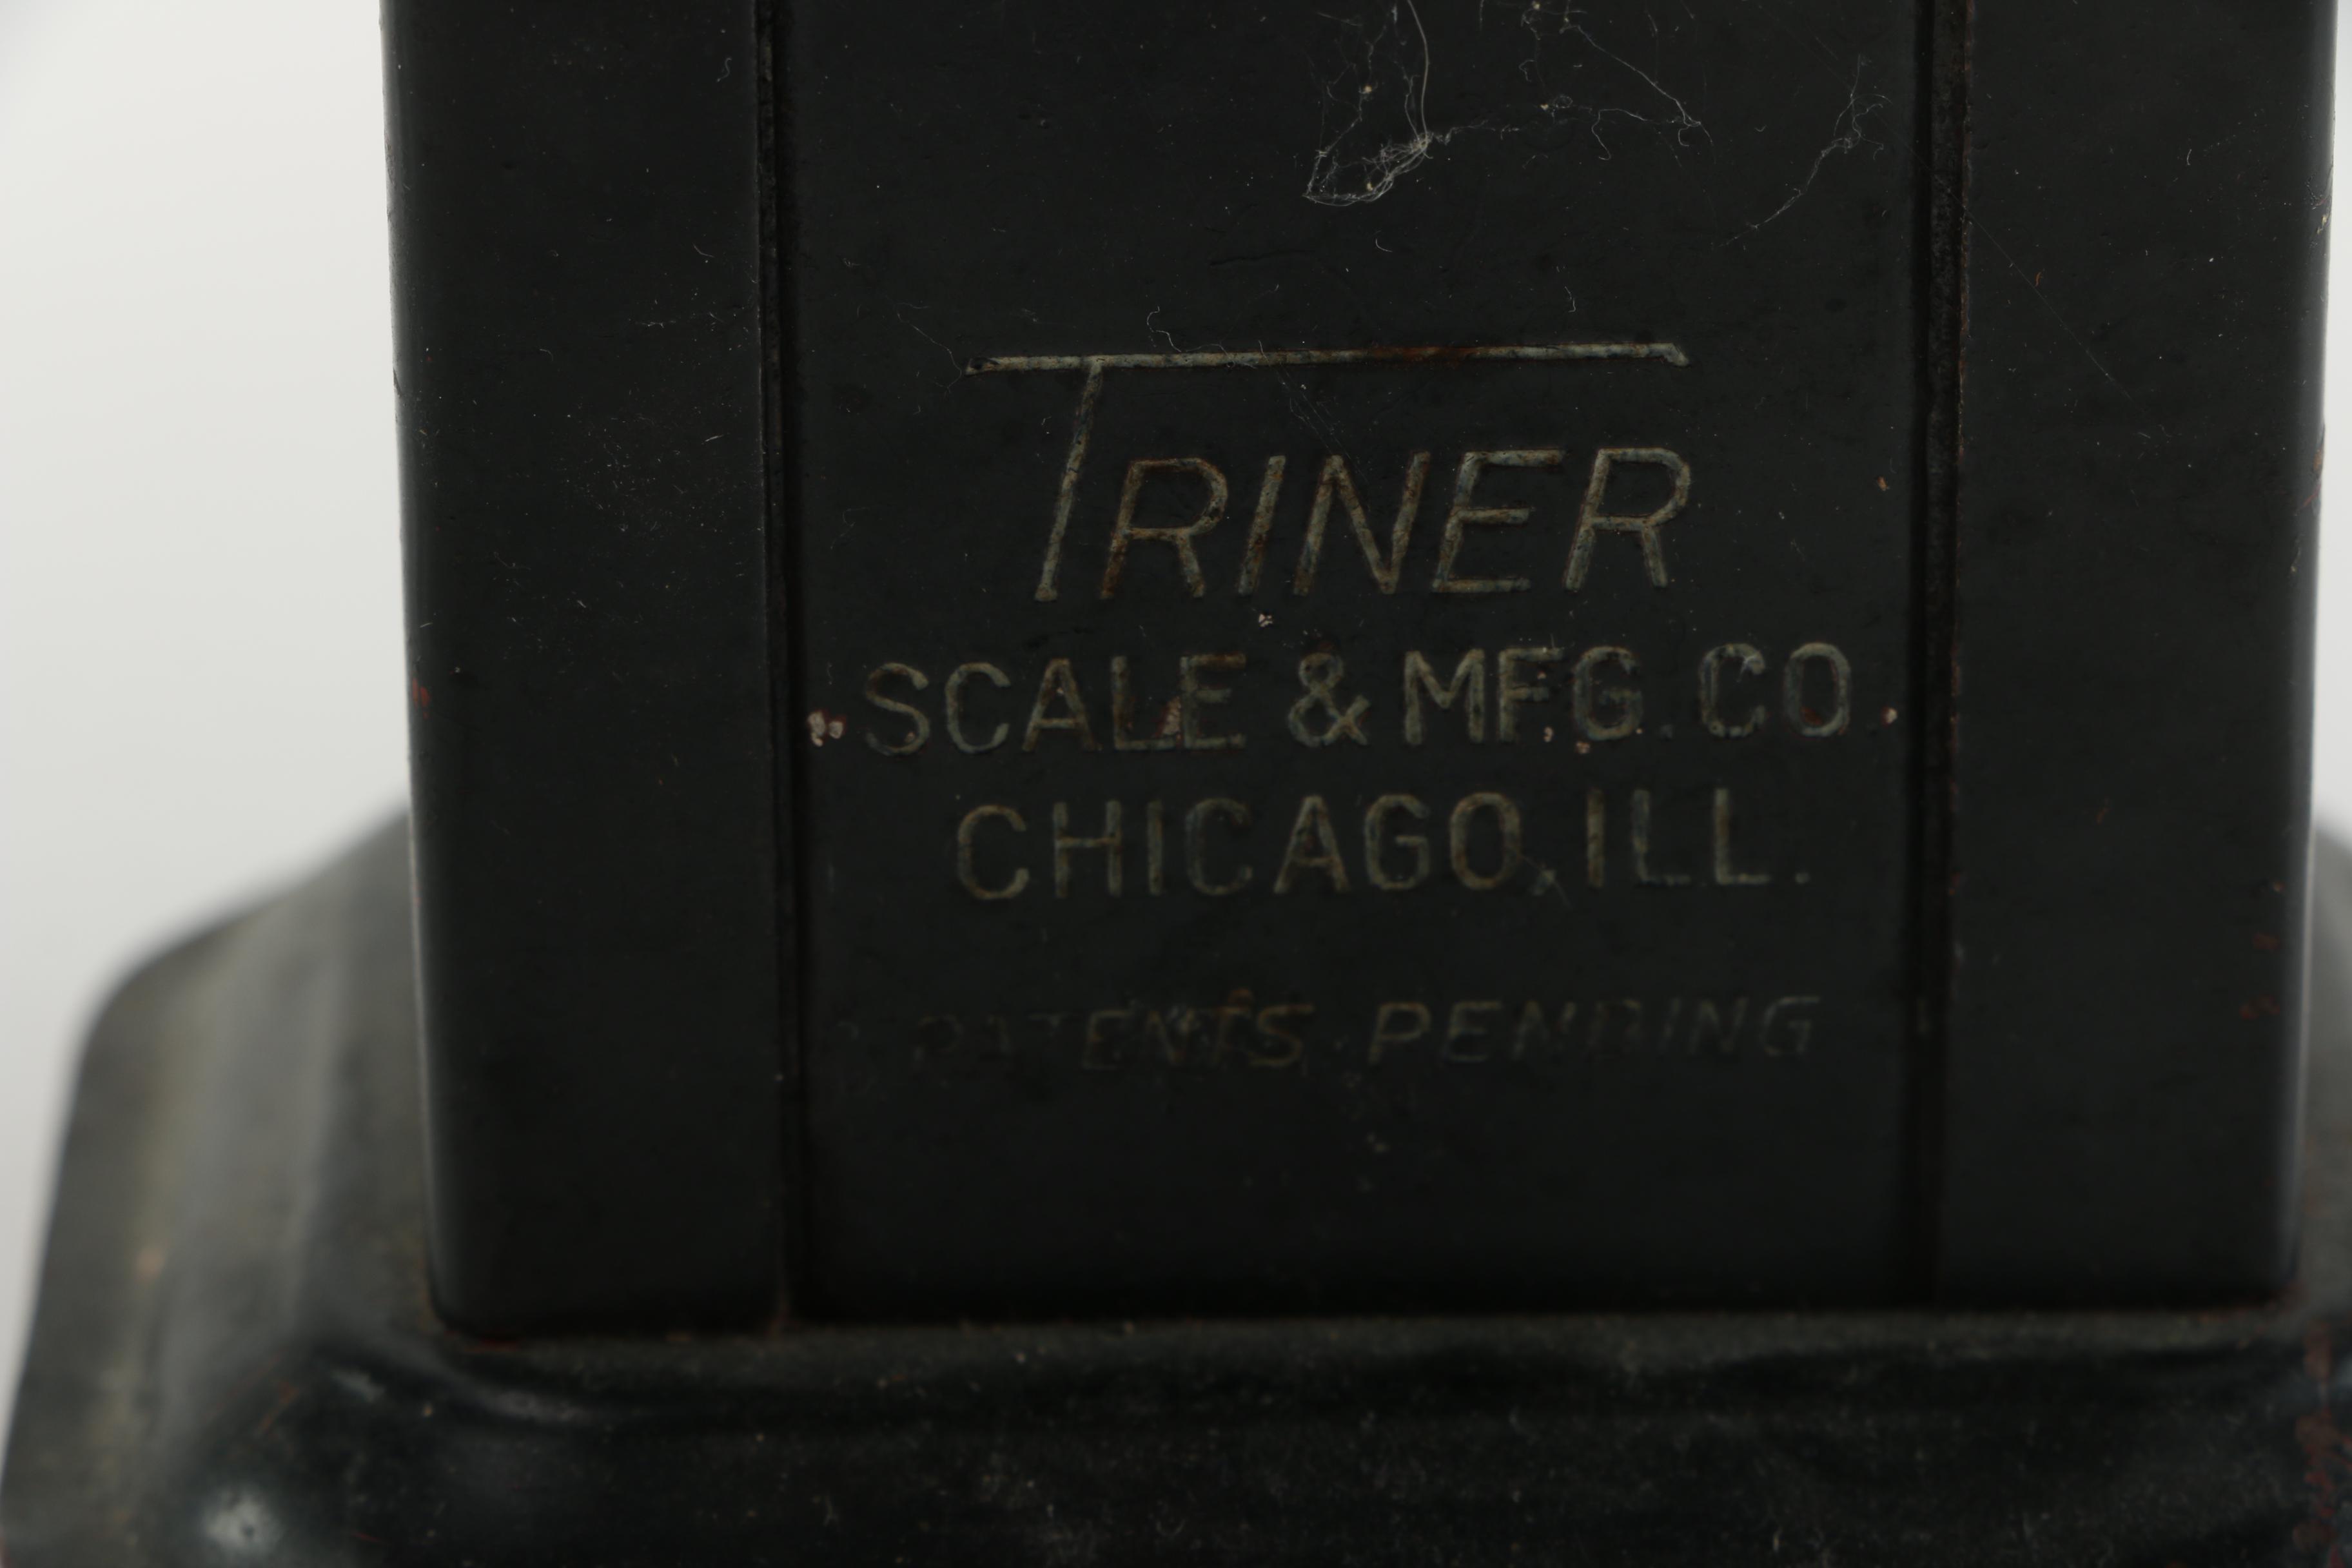 TRINER
SCALE & MFG. CO.
CHICAGO, ILL.
PATENTS PENDING